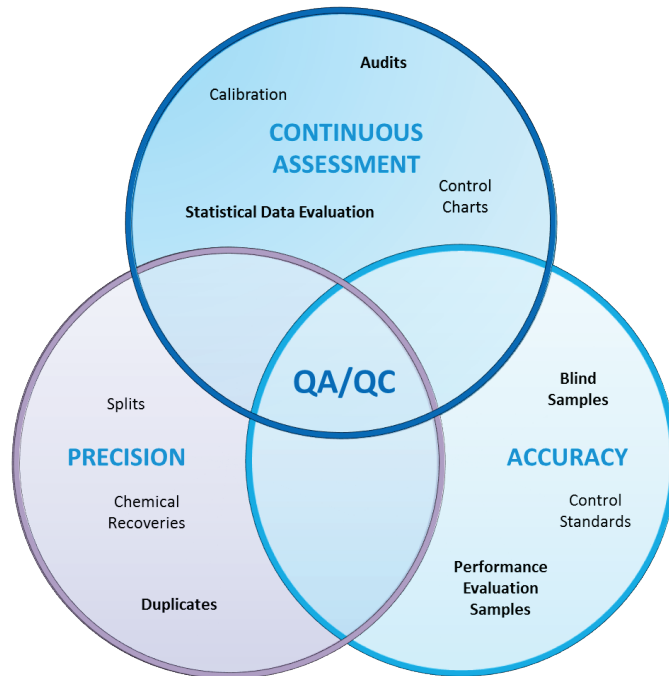 Audits
Calibration
CONTINUOUS
ASSESSMENT
Control
Charts
Statistical Data Evaluation
QA/QC
Splits
PRECISION
Chemical
Recoveries
Duplicates
Blind
Samples
ACCURACY
Control
Standards
Performance
Evaluation
Samples